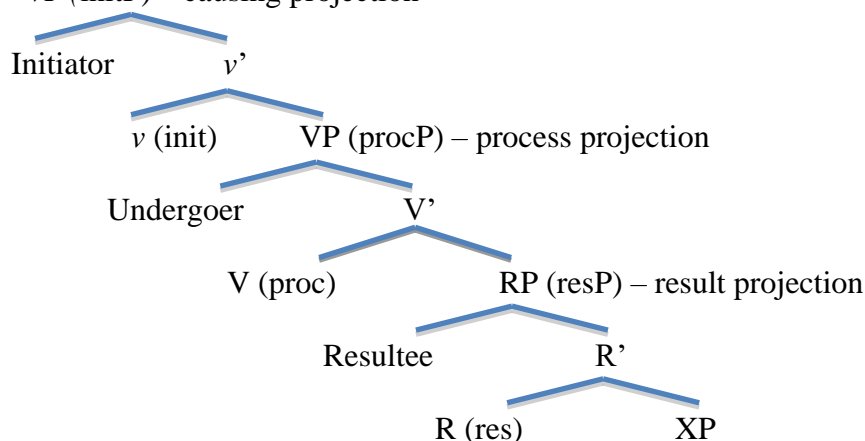 vP (initP) – causing projection
Initiator v’
v (init) VP (procP) – process projection
Undergoer V’
V (proc) RP (resP) – result projection
Resultee R’
R (res) XP